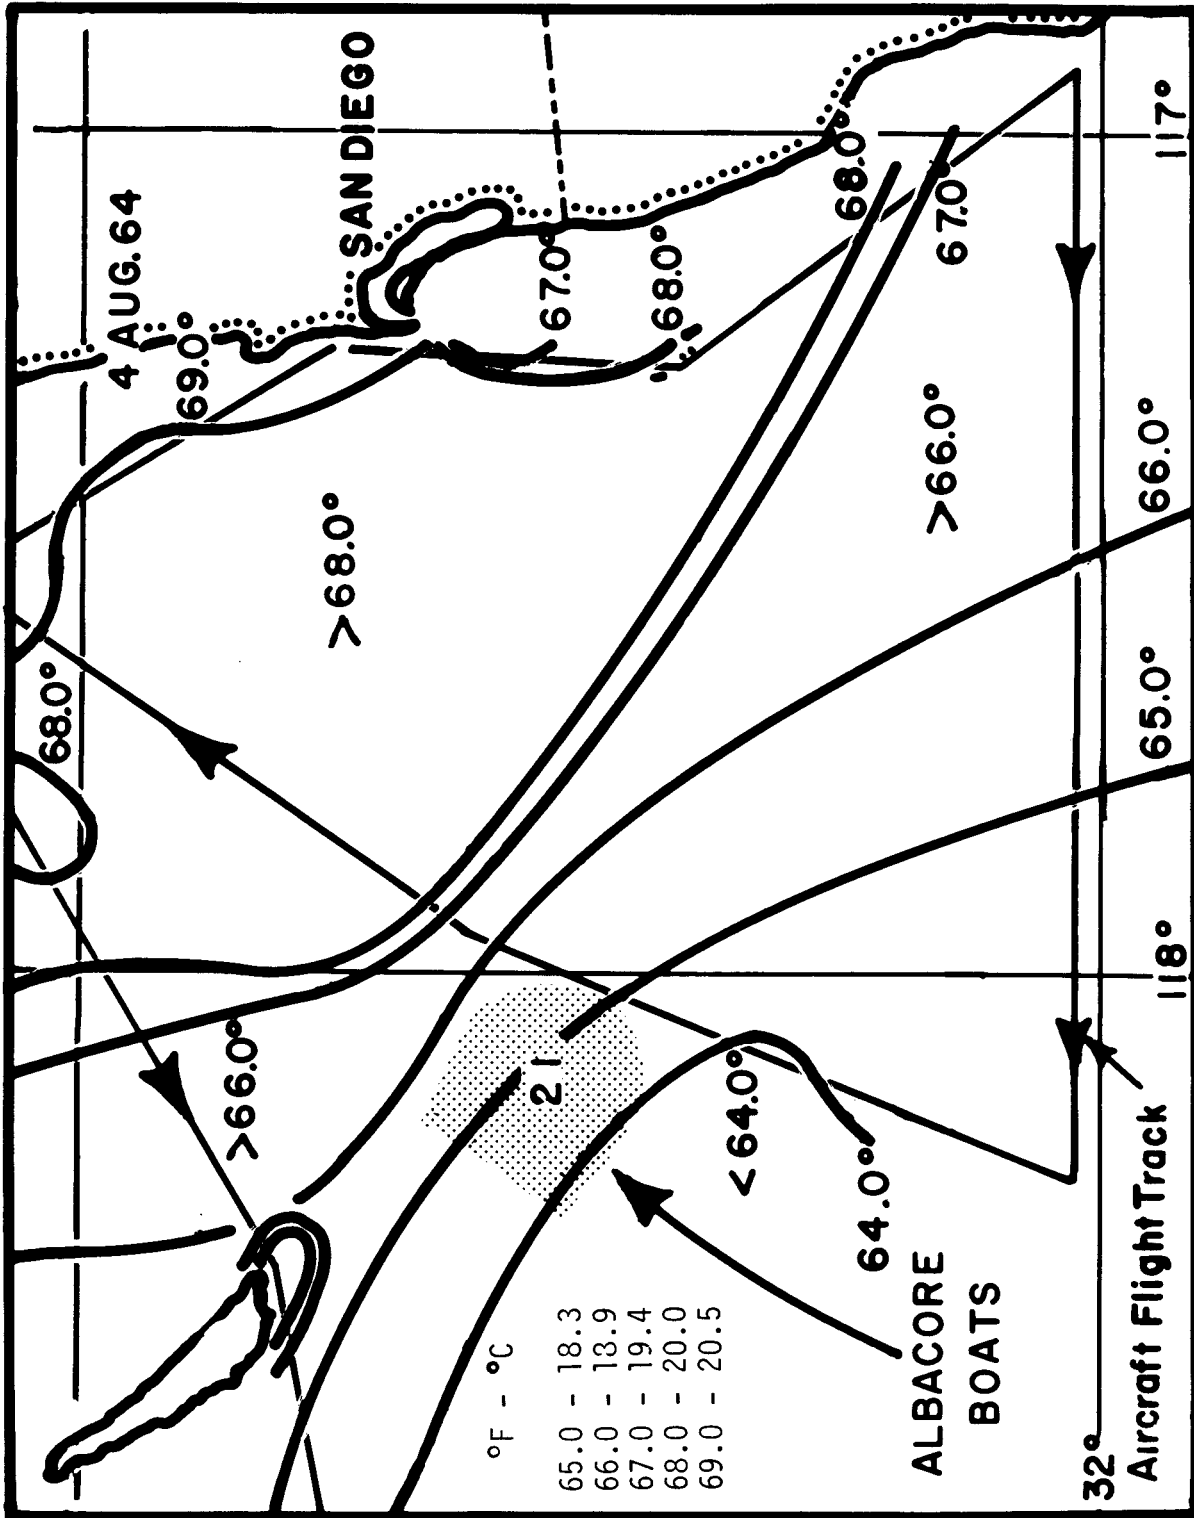 68.0°
4 AUG. 64
69.0°
>66.0°
>68.0°
SAN DIEGO
°F - °C
65.0 - 18.3
66.0 - 18.9
67.0 - 19.4
68.0 - 20.0
69.0 - 20.5
21
67.0°
68.0°
<64.0°
64.0°
68.0°
67.0
>66.0°
ALBACORE
BOATS
32°
Aircraft Flight Track
118°
65.0°
66.0°
117°